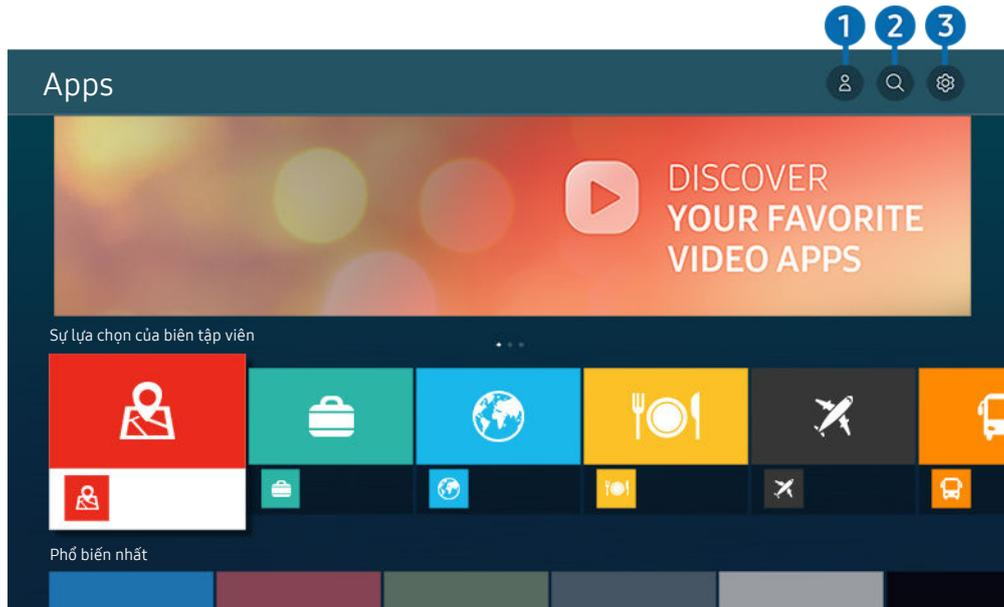 1 2 3
Apps
DISCOVER
YOUR FAVORITE
VIDEO APPS
Sự lựa chọn của biên tập viên
Phổ biến nhất